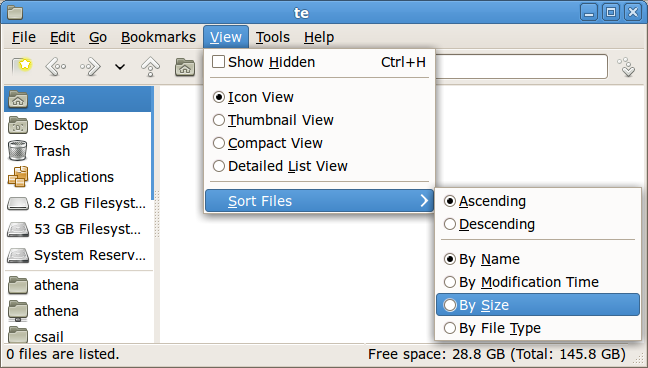 te
File Edit Go Bookmarks View Tools Help
Show Hidden Ctrl+H
Icon View
Thumbnail View
Compact View
Detailed List View
Sort Files
Ascending
Descending
By Name
By Modification Time
By Size
By File Type
geza
Desktop
Trash
Applications
8.2 GB Filesyst...
53 GB Filesyst...
System Reserv...
athena
athena
csail
0 files are listed.
Free space: 28.8 GB (Total: 145.8 GB)